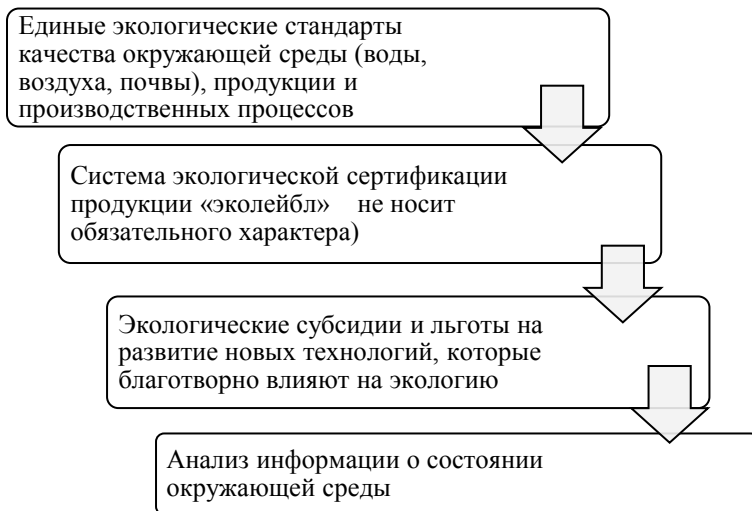 Единые экологические стандарты
качества окружающей среды (воды,
воздуха, почвы), продукции и
производственных процессов
Система экологической сертификации
продукции «эколейбл» не носит
обязательного характера)
Экологические субсидии и льготы на
развитие новых технологий, которые
благотворно влияют на экологию
Анализ информации о состоянии
окружающей среды